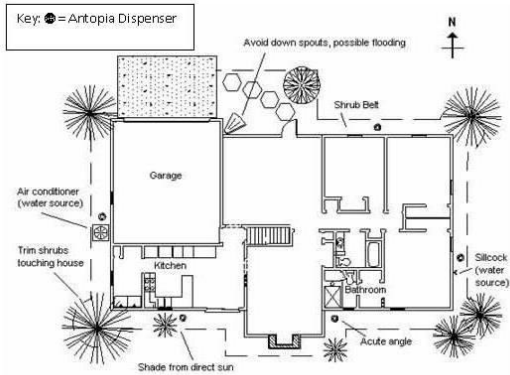 Key: = Antopia Dispenser
N
Avoid down spouts, possible flooding
Shrub Belt
Garage
Air conditioner
(water source)
Trim shrubs
touching house
Kitchen
Sillcock
(water
source)
Bathroom
Acute angle
Shade from direct sun